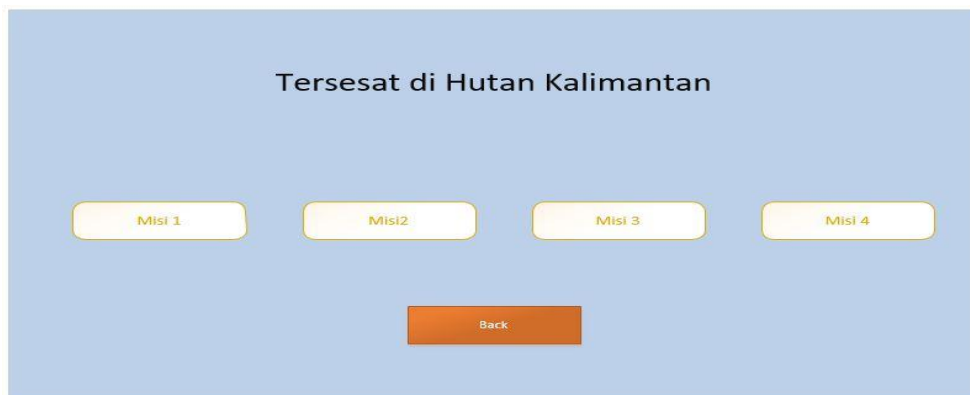 Tersesat di Hutan Kalimantan
Misi 1
Misi2
Misi 3
Misi 4
Back